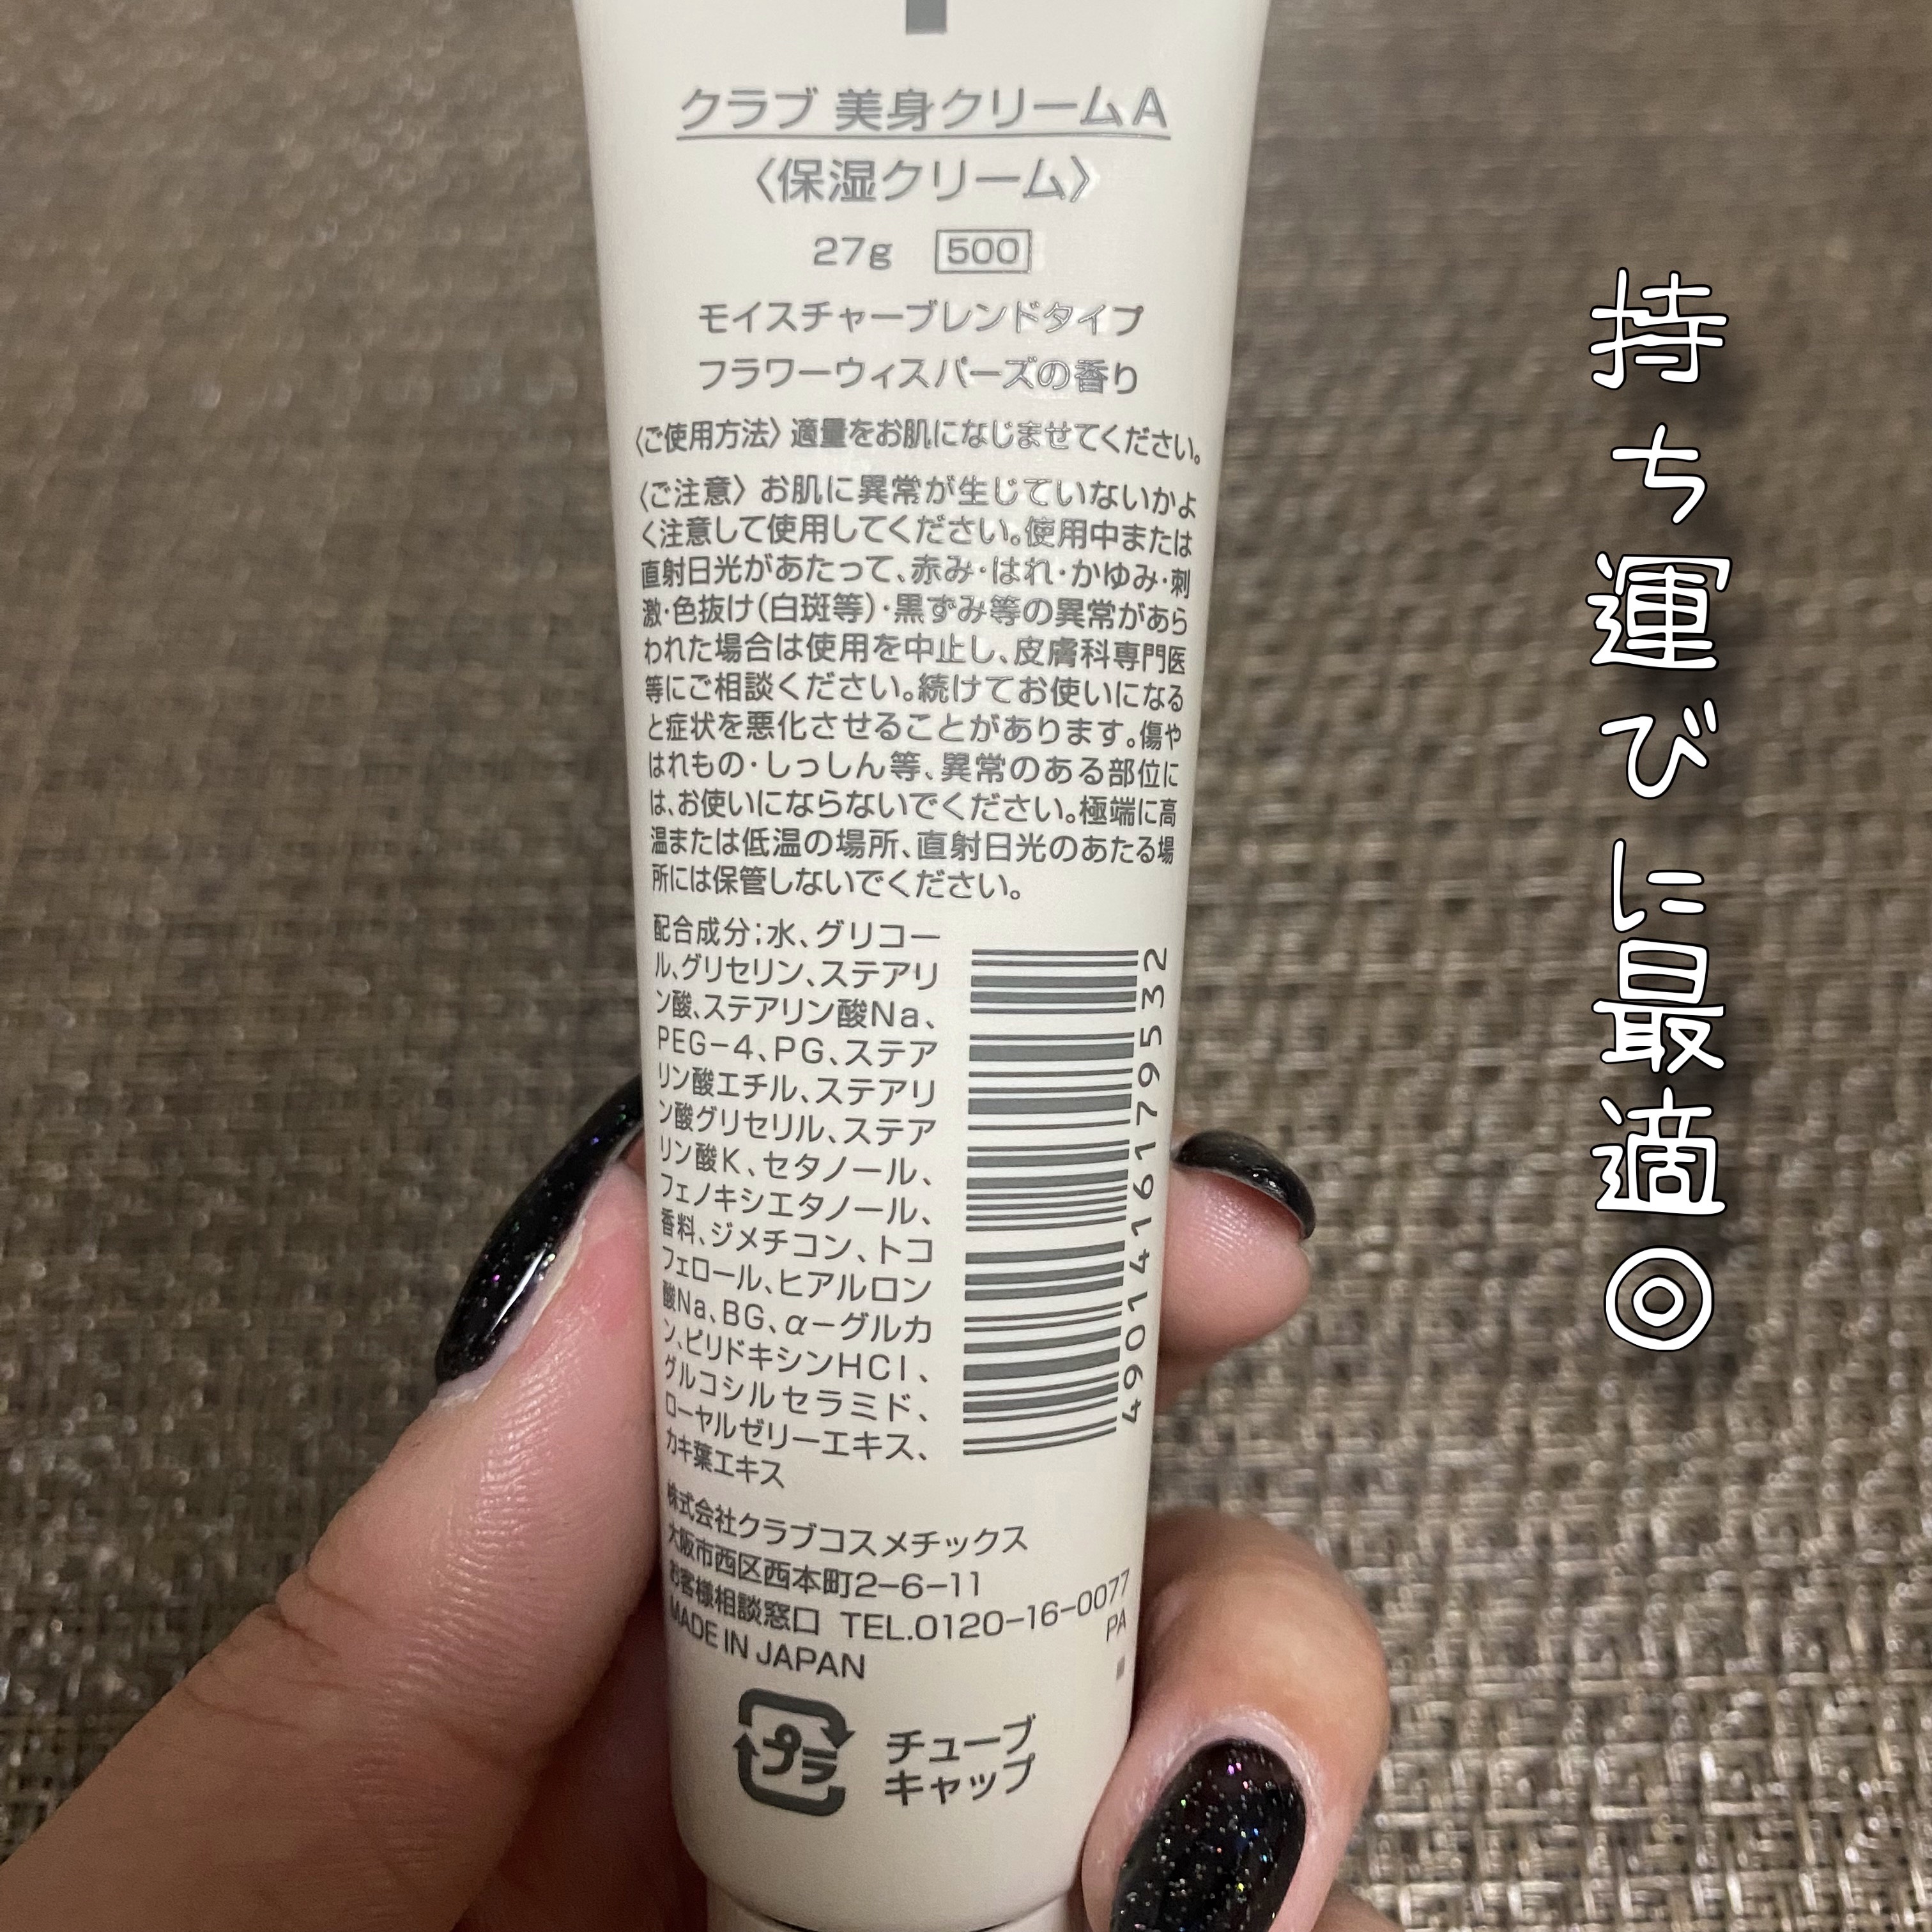 クラブ 美身クリームA
〈保湿クリーム〉
27g 500
モイスチャーブレンドタイプ
フラワーウィスパーズの香り
〈ご使用方法〉適量をお肌になじませてください。
〈ご注意〉お肌に異常が生じていないかよ
く注意して使用してください。使用中または
直射日光があたって、赤み・はれ・かゆみ・刺
激・色抜け(白斑等)・黒ずみ等の異常があら
われた場合は使用を中止し、皮膚科専門医
等にご相談ください。続けてお使いになる
と症状を悪化させることがあります。傷や
はれもの・しっしん等、異常のある部位に
は、お使いにならないでください。極端に高
温または低温の場所、直射日光のあたる場
所には保管しないでください。
配合成分:水、グリコー
ル、グリセリン、ステアリ
ン酸、ステアリン酸Na、
PEG-4、PG、ステア
リン酸エチル、ステアリ
ン酸グリセリル、ステア
リン酸K、セタノール、
フェノキシエタノール、
香料、ジメチコン、トコ
フェロール、ヒアルロン
酸Na、BG、α-グルカ
ン、ピリドキシンHCl、
グルコシルセラミド、
ローヤルゼリーエキス、
カキ葉エキス
4901416179532
株式会社クラブコスメチックス
大阪市西区西本町2-6-11
お客様相談窓口 TEL.0120-16-0077
MADE IN JAPAN PA
プラ
チューブ
キャップ
持ち運びに最適◎